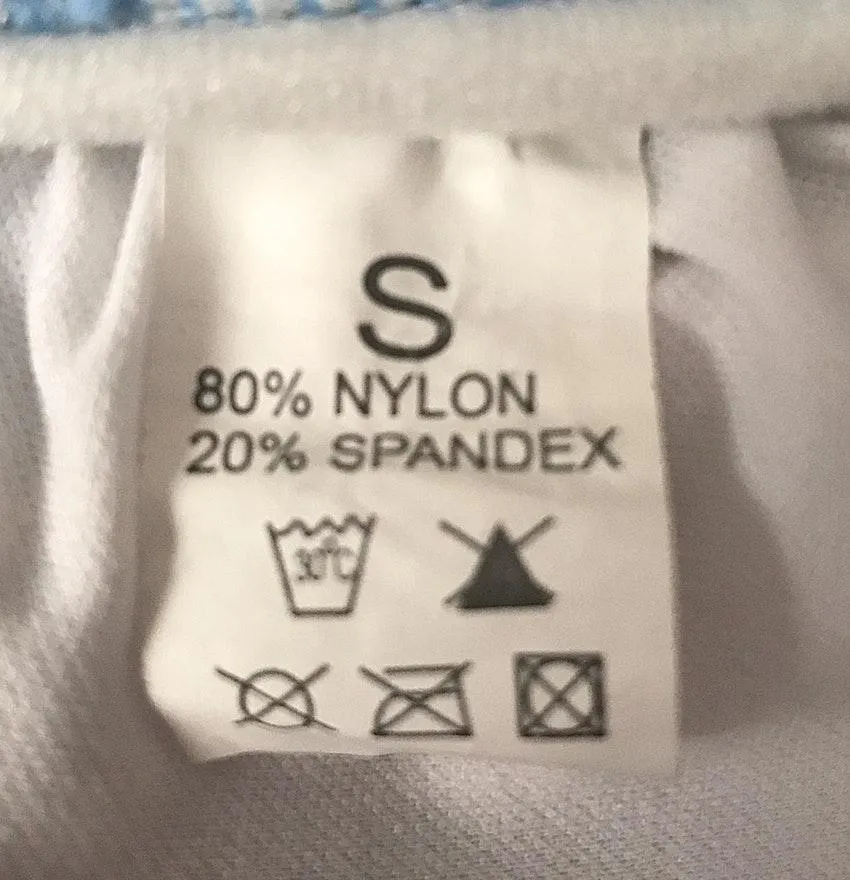 S
80% NYLON
20% SPANDEX
30°C